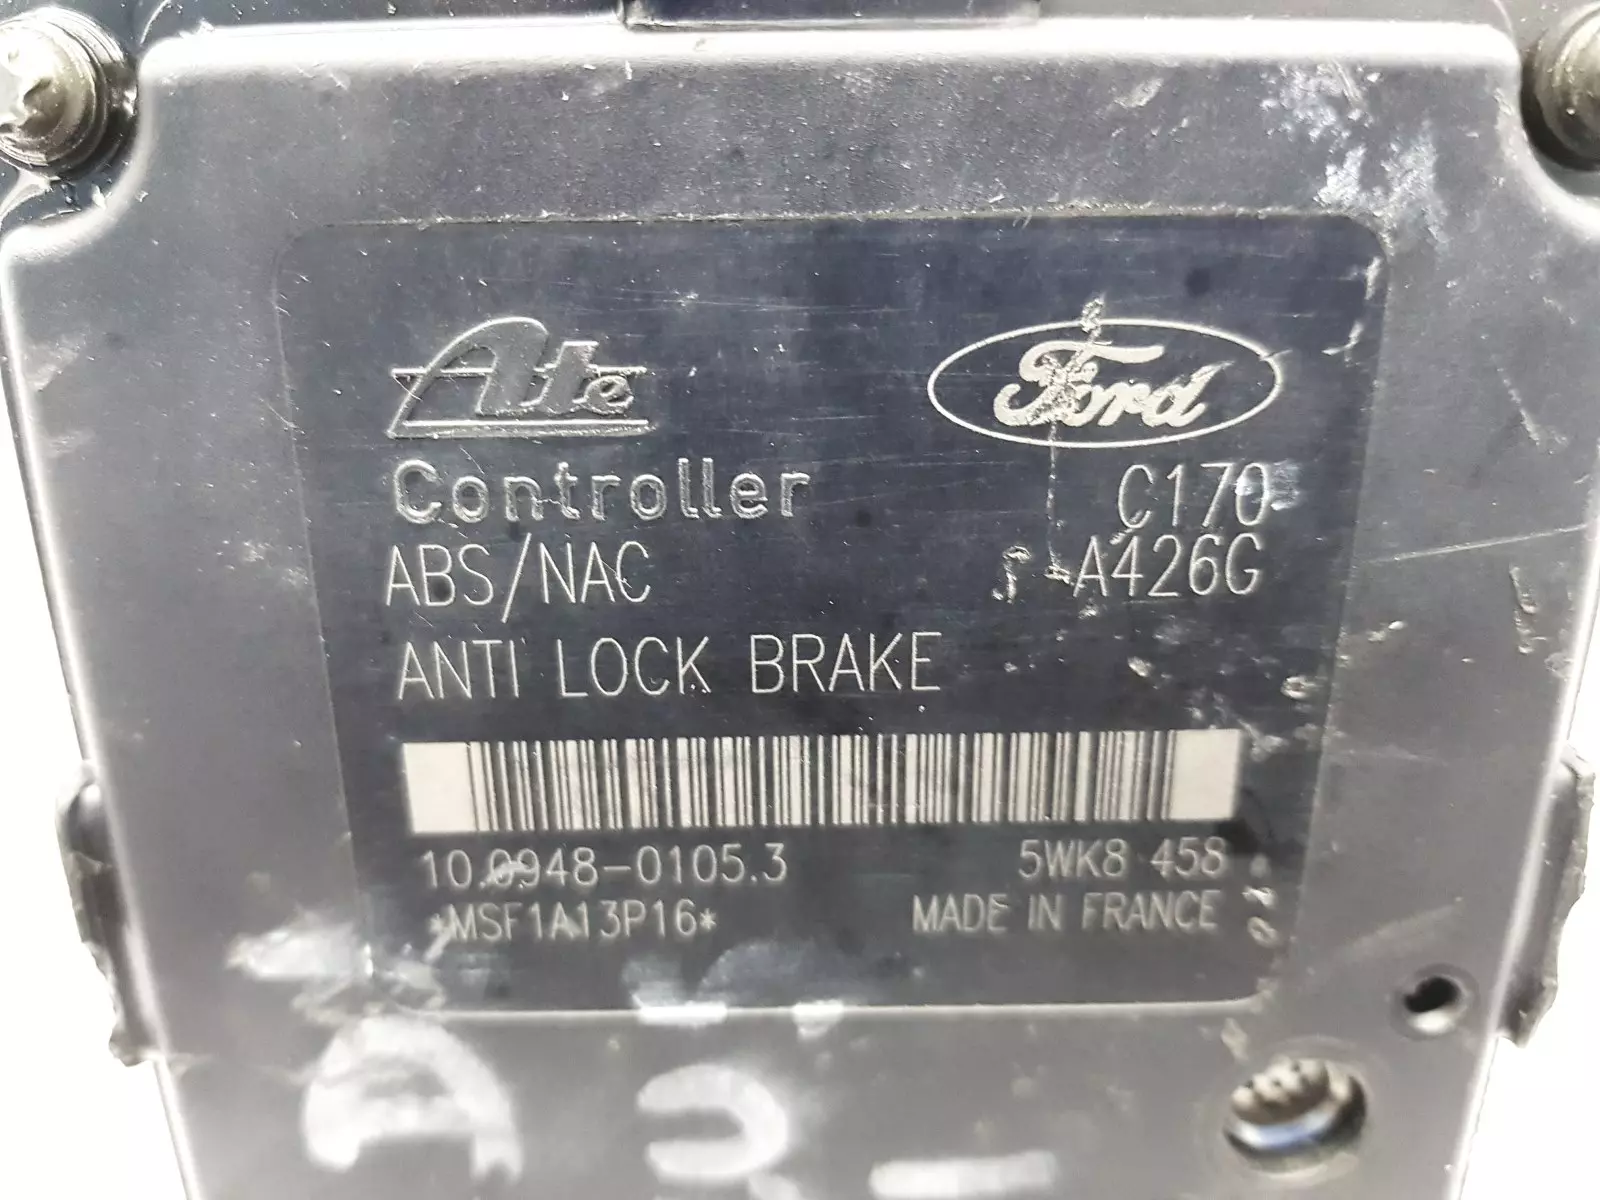 Ate
Ford
Controller
C170
ABS/NAC
A426G
ANTI LOCK BRAKE
10.0948-0105.3
5WK8 458
*MSF1A13P16*
MADE IN FRANCE